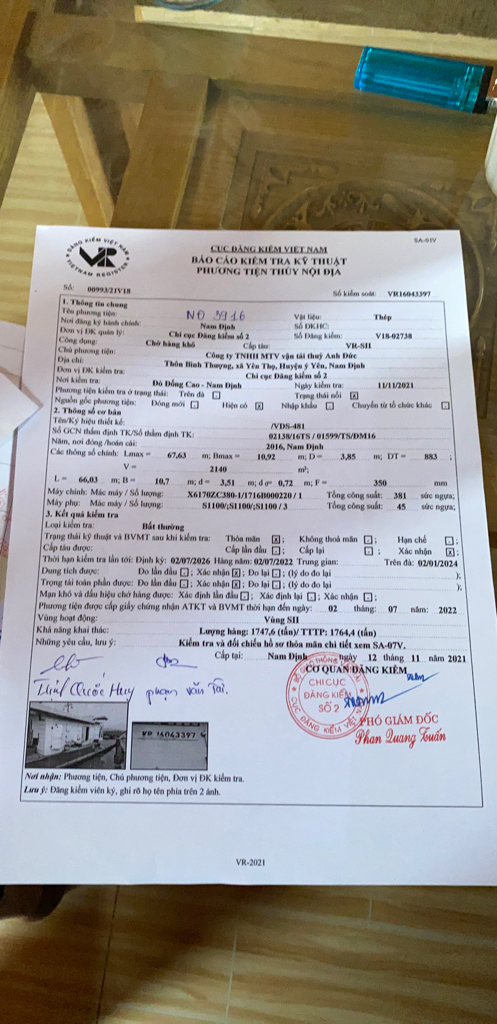 ĐĂNG KIỂM VIỆT NAM
VR
VIETNAM REGISTER
SA-01V
CỤC ĐĂNG KIỂM VIỆT NAM
BÁO CÁO KIỂM TRA KỸ THUẬT
PHƯƠNG TIỆN THỦY NỘI ĐỊA
Số: 00993/21V18 Số kiểm soát: VR16043397
1. Thông tin chung
Tên phương tiện: NĐ 3916 Vật liệu: Thép
Nơi đăng ký hành chính: Nam Định Số ĐKHC:
Đơn vị ĐK quản lý: Chi cục Đăng kiểm số 2 Số Đăng kiểm: V18-02738
Công dụng: Chở hàng khô Cấp tàu: VR-SII
Chủ phương tiện: Công ty TNHH MTV vận tải thuỷ Anh Đức
Địa chỉ: Thôn Bình Thượng, xã Yên Thọ, Huyện ý Yên, Nam Định
Đơn vị ĐK kiểm tra: Chi cục Đăng kiểm số 2
Nơi kiểm tra: Đò Đống Cao - Nam Định Ngày kiểm tra: 11/11/2021
Phương tiện kiểm tra ở trạng thái: Trên đà Trạng thái nổi x
Nguồn gốc phương tiện: Đóng mới Hiện có x Nhập khẩu Chuyển từ tổ chức khác
2. Thông số cơ bản
Tên/Ký hiệu thiết kế: /VDS-481
Số GCN thẩm định TK/Số thẩm định TK: 02138/16TS / 01599/TS/ĐM16
Năm, nơi đóng /hoán cải: 2016, Nam Định
Các thông số chính: Lmax = 67,63 m; Bmax = 10,92 m; D = 3,85 m; DT = 883 ;
V = 2140 m³;
L = 66,03 m; B = 10,7 m; d = 3,51 m; d = 0,72 m; F = 350 mm
Máy chính: Mác máy / Số lượng: X6170ZC380-1/1716B000220 / 1 Tổng công suất: 381 sức ngựa;
Máy phụ: Mác máy / Số lượng: S1100/;S1100/;S1100 / 3 Tổng công suất: 45 sức ngựa;
3. Kết quả kiểm tra
Loại kiểm tra: Bất thường
Trạng thái kỹ thuật và BVMT sau khi kiểm tra: Thỏa mãn x; Không thoả mãn ; Hạn chế ;
Cấp tàu được: Cấp lần đầu ; Cấp lại ; Xác nhận x;
Thời hạn kiểm tra lần tới: Định kỳ: 02/07/2026 Hàng năm: 02/07/2022 Trung gian: Trên đà: 02/01/2024
Dung tích được Đo lần đầu ; Xác nhận x; Đo lại ; (lý do đo lại );
Trọng tải toàn phần được: Đo lần đầu ; Xác nhận x; Đo lại ; (lý do đo lại );
Mạn khô và dấu hiệu chở hàng được: Xác định lần đầu ; Xác định lại ; Xác nhận ;
Phương tiện được cấp giấy chứng nhận ATKT và BVMT thời hạn đến ngày: 02 tháng: 07 năm: 2022
Vùng hoạt động: Vùng SII
Khả năng khai thác: Lượng hàng: 1747,6 (tấn)/ TTTP: 1764,4 (tấn)
Những yêu cầu, lưu ý: Kiểm tra và đối chiếu hồ sơ thỏa mãn chi tiết xem SA-07V.
Cấp tại: Nam Định, ngày 12 tháng 11 năm 2021
CƠ QUAN ĐĂNG KIỂM
CHI CỤC
ĐĂNG KIỂM
SỐ 2
CỤC ĐĂNG KIỂM VIỆT NAM
Trịnh Quốc Huy phạm văn Tài.
PHÓ GIÁM ĐỐC
Phan Quang Tuấn
VR 16043397
Nơi nhận: Phương tiện, Chủ phương tiện, Đơn vị ĐK kiểm tra.
Lưu ý: Đăng kiểm viên ký, ghi rõ họ tên phía trên 2 ảnh.
VR-2021